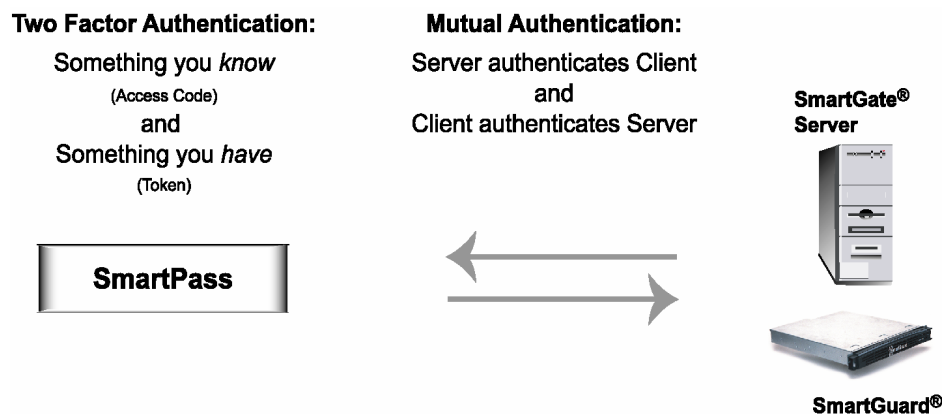 Two Factor Authentication:
Something you know
(Access Code)
and
Something you have
(Token)
SmartPass
Mutual Authentication:
Server authenticates Client
and
Client authenticates Server
SmartGate®
Server
SmartGuard®